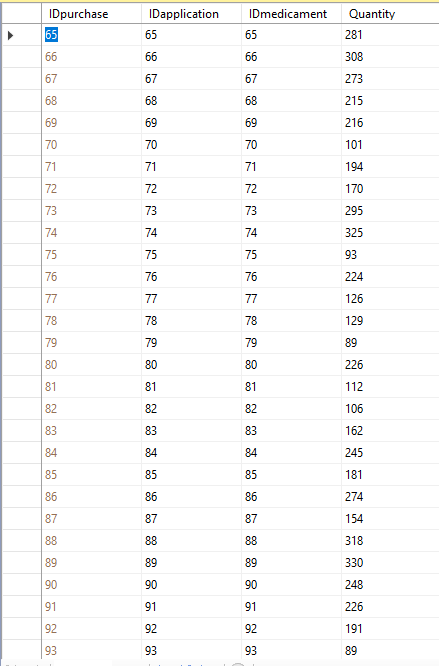 IDpurchase IDapplication IDmedicament Quantity
65 65 65 281
66 66 66 308
67 67 67 273
68 68 68 215
69 69 69 216
70 70 70 101
71 71 71 194
72 72 72 170
73 73 73 295
74 74 74 325
75 75 75 93
76 76 76 224
77 77 77 126
78 78 78 129
79 79 79 89
80 80 80 226
81 81 81 112
82 82 82 106
83 83 83 162
84 84 84 245
85 85 85 181
86 86 86 274
87 87 87 154
88 88 88 318
89 89 89 330
90 90 90 248
91 91 91 226
92 92 92 191
93 93 93 89